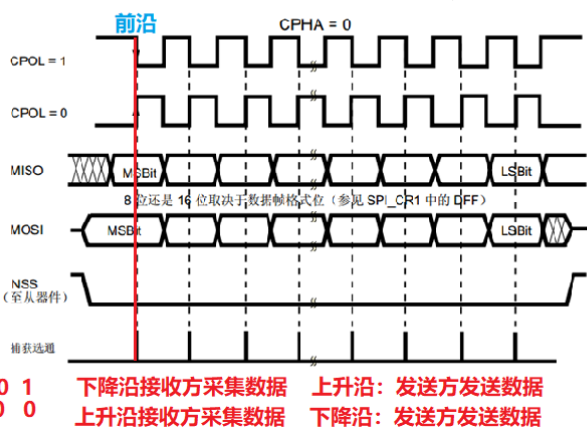 前沿
CPHA = 0
CPOL = 1
CPOL = 0
MISO
MSBit
LSBit
8 位还是 16 位取决于数据帧格式位（参见 SPI_CR1 中的 DFF）
MOSI
MSBit
LSBit
NSS
（至从器件）
捕获选通
0 1 下降沿接收方采集数据 上升沿：发送方发送数据
0 0 上升沿接收方采集数据 下降沿：发送方发送数据